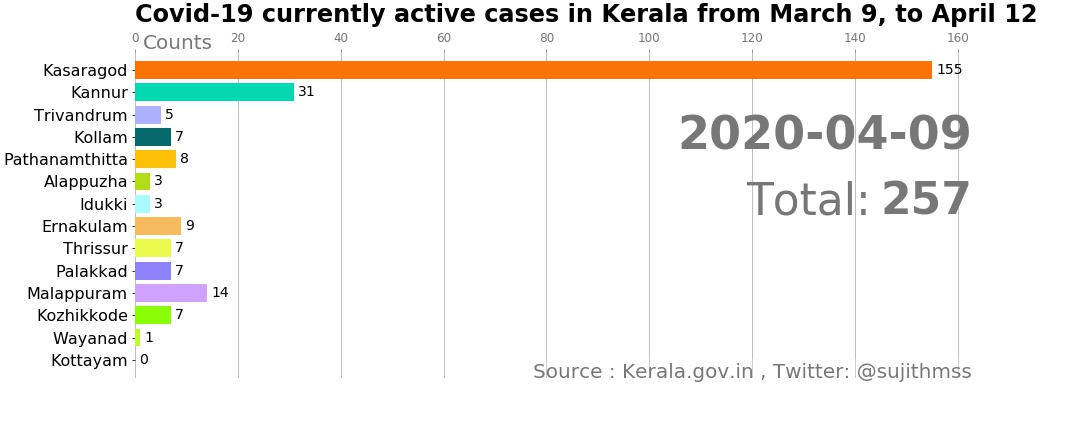 Covid-19 currently active cases in Kerala from March 9, to April 12
0 20 40 60 80 100 120 140 160
Counts
Kasaragod 155
Kannur 31
Trivandrum 5
Kollam 7
2020-04-09
Pathanamthitta 8
Alappuzha 3
Idukki 3
Total: 257
Ernakulam 9
Thrissur 7
Palakkad 7
Malappuram 14
Kozhikkode 7
Wayanad 1
Kottayam 0
Source : Kerala.gov.in , Twitter: @sujithmss